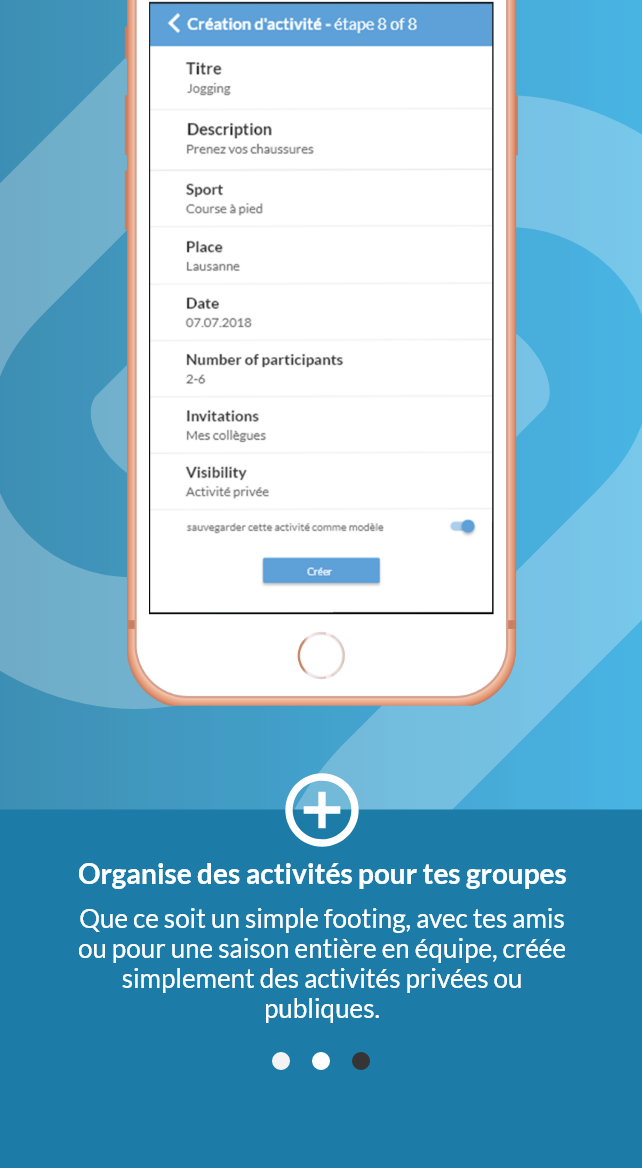 Création d'activité - étape 8 of 8
Titre
Jogging
Description
Prenez vos chaussures
Sport
Course à pied
Place
Lausanne
Date
07.07.2018
Number of participants
2-6
Invitations
Mes collègues
Visibility
Activité privée
sauvegarder cette activité comme modèle
Créer
Organise des activités pour tes groupes
Que ce soit un simple footing, avec tes amis
ou pour une saison entière en équipe, créée
simplement des activités privées ou
publiques.